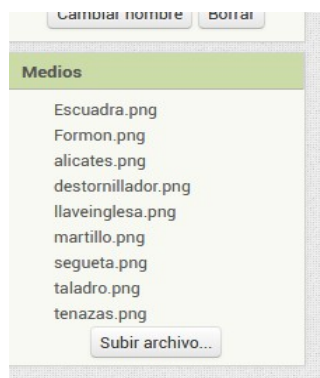 Cambiar nombre Borrar
Medios
Escuadra.png
Formon.png
alicates.png
destornillador.png
llaveinglesa.png
martillo.png
segueta.png
taladro.png
tenazas.png
Subir archivo...